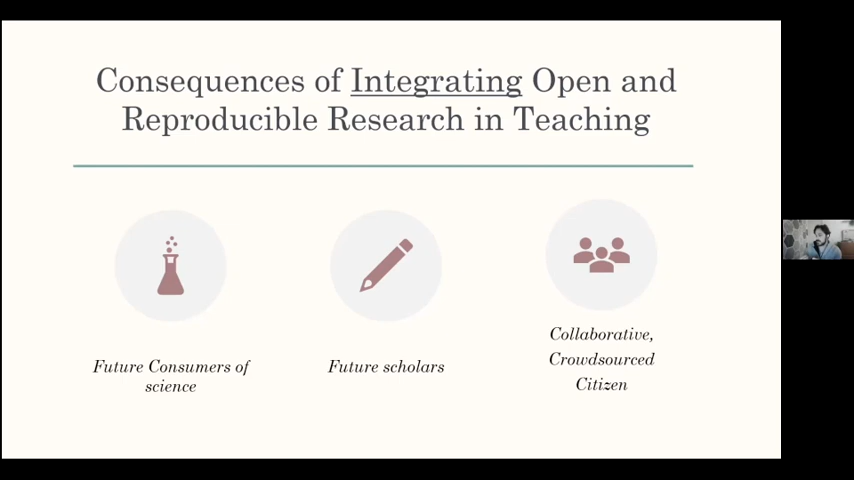 Consequences of Integrating Open and
Reproducible Research in Teaching
Future Consumers of
science
Future scholars
Collaborative,
Crowdsourced
Citizen